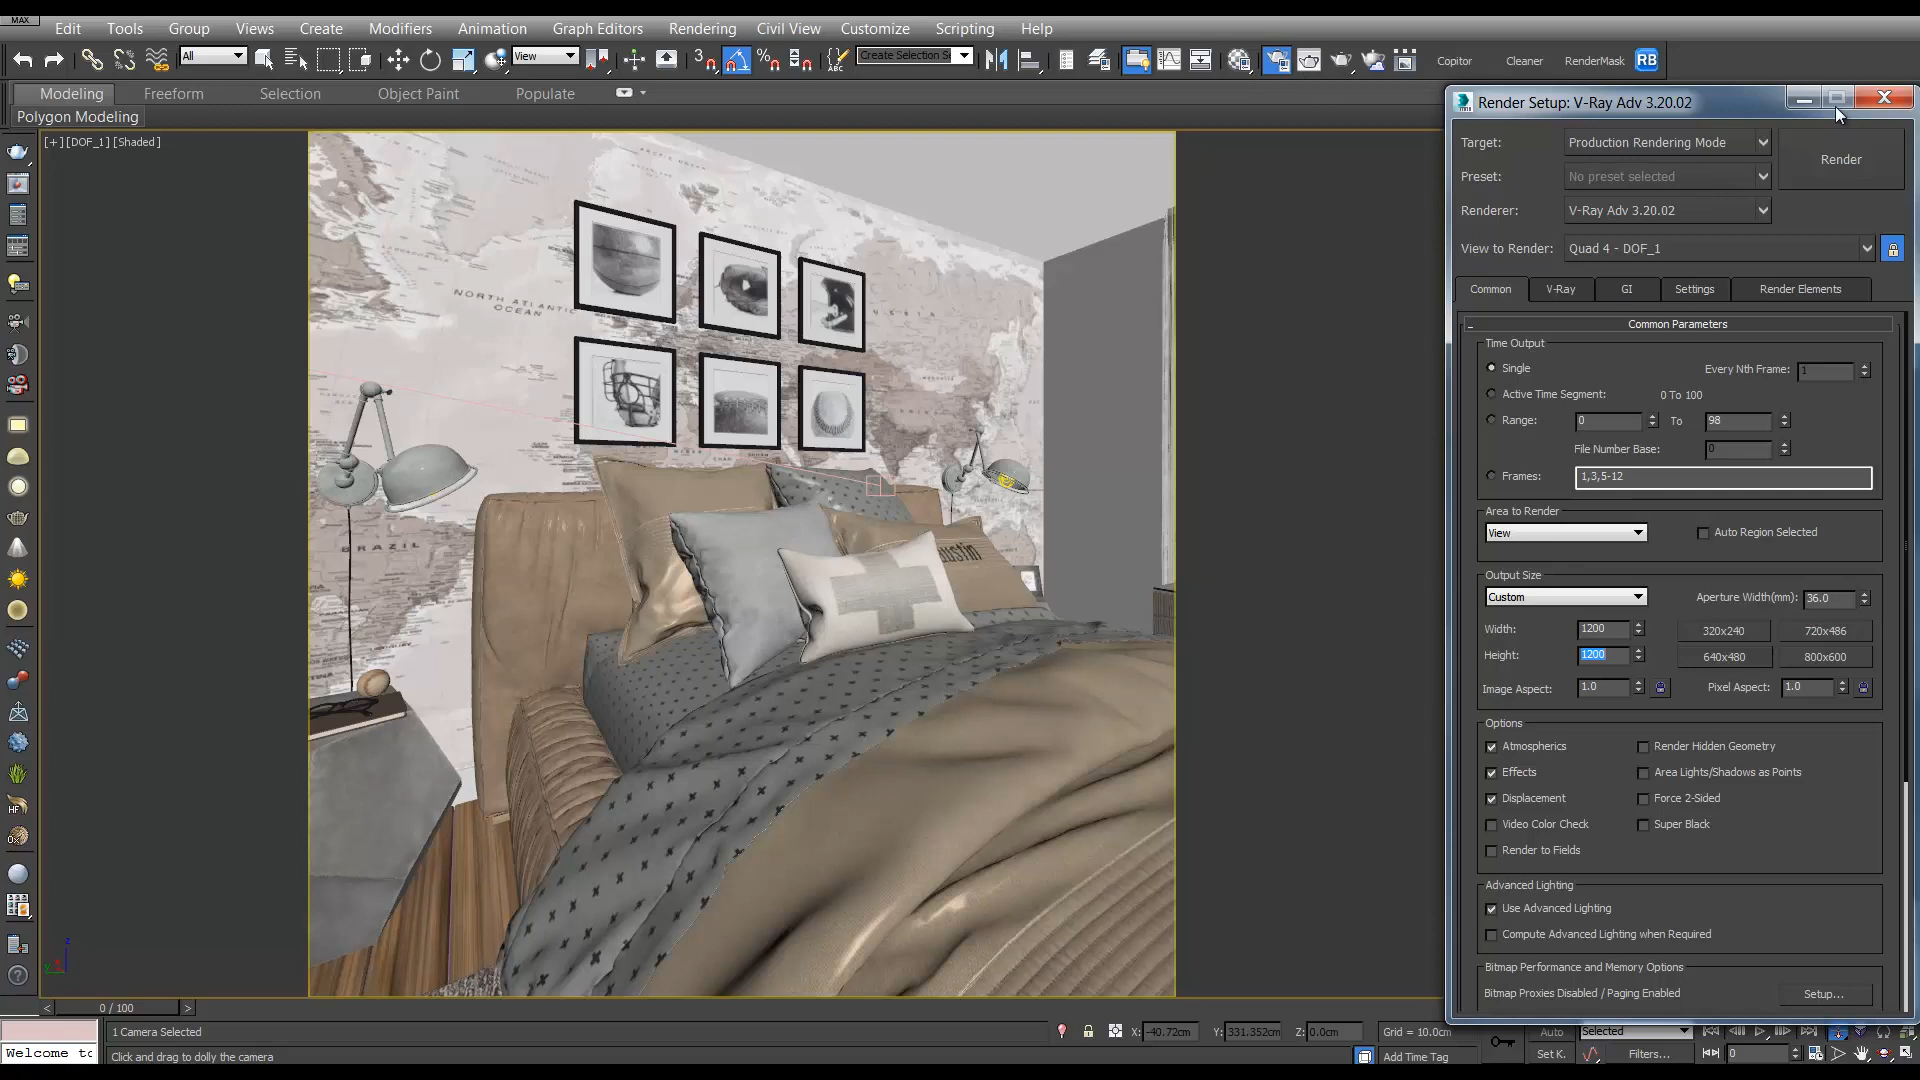 MAX
Edit Tools Group Views Create Modifiers Animation Graph Editors Rendering Civil View Customize Scripting Help
All View 3 % ABC Create Selection Se Copitor Cleaner RenderMask RB
Modeling Freeform Selection Object Paint Populate
Polygon Modeling
[+][DOF_1][Shaded]
Render Setup: V-Ray Adv 3.20.02
Target: Production Rendering Mode Render
Preset: No preset selected
Renderer: V-Ray Adv 3.20.02
View to Render: Quad 4 - DOF_1
Common V-Ray GI Settings Render Elements
Common Parameters
Time Output
Single Every Nth Frame: 1
Active Time Segment: 0 To 100
Range: 0 To 98
File Number Base: 0
Frames: 1,3,5-12
Area to Render
View Auto Region Selected
Output Size
Custom Aperture Width(mm): 36.0
Width: 1200 320x240 720x486
Height: 1200 640x480 800x600
Image Aspect: 1.0 Pixel Aspect: 1.0
Options
Atmospherics Render Hidden Geometry
Effects Area Lights/Shadows as Points
Displacement Force 2-Sided
Video Color Check Super Black
Render to Fields
Advanced Lighting
Use Advanced Lighting
Compute Advanced Lighting when Required
Bitmap Performance and Memory Options
Bitmap Proxies Disabled / Paging Enabled Setup...
NORTH ATLANTIC
OCEAN
BRAZIL
austin
HF
OX
z
y
< 0 / 100 >
1 Camera Selected X: -40.72cm Y: 331.352cm Z: 0.0cm Grid = 10.0cm Auto Selected
Welcome to Click and drag to dolly the camera Add Time Tag Set K. Filters... 0